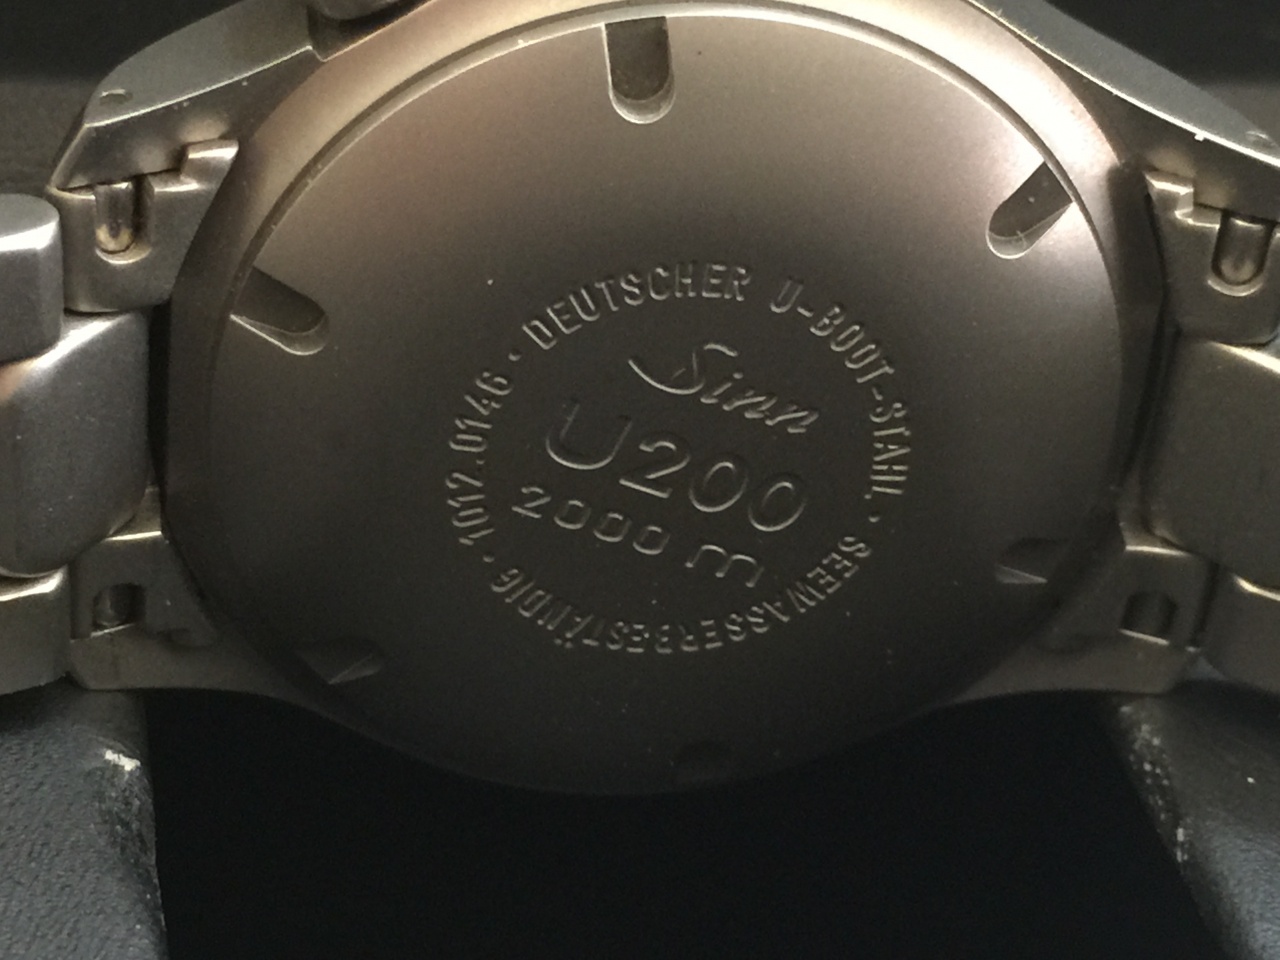 DEUTSCHER U-BOOT-STAHL · SEEWASSERBESTÄNDIG · 1012.0146 ·
Sinn
U200
2000 m